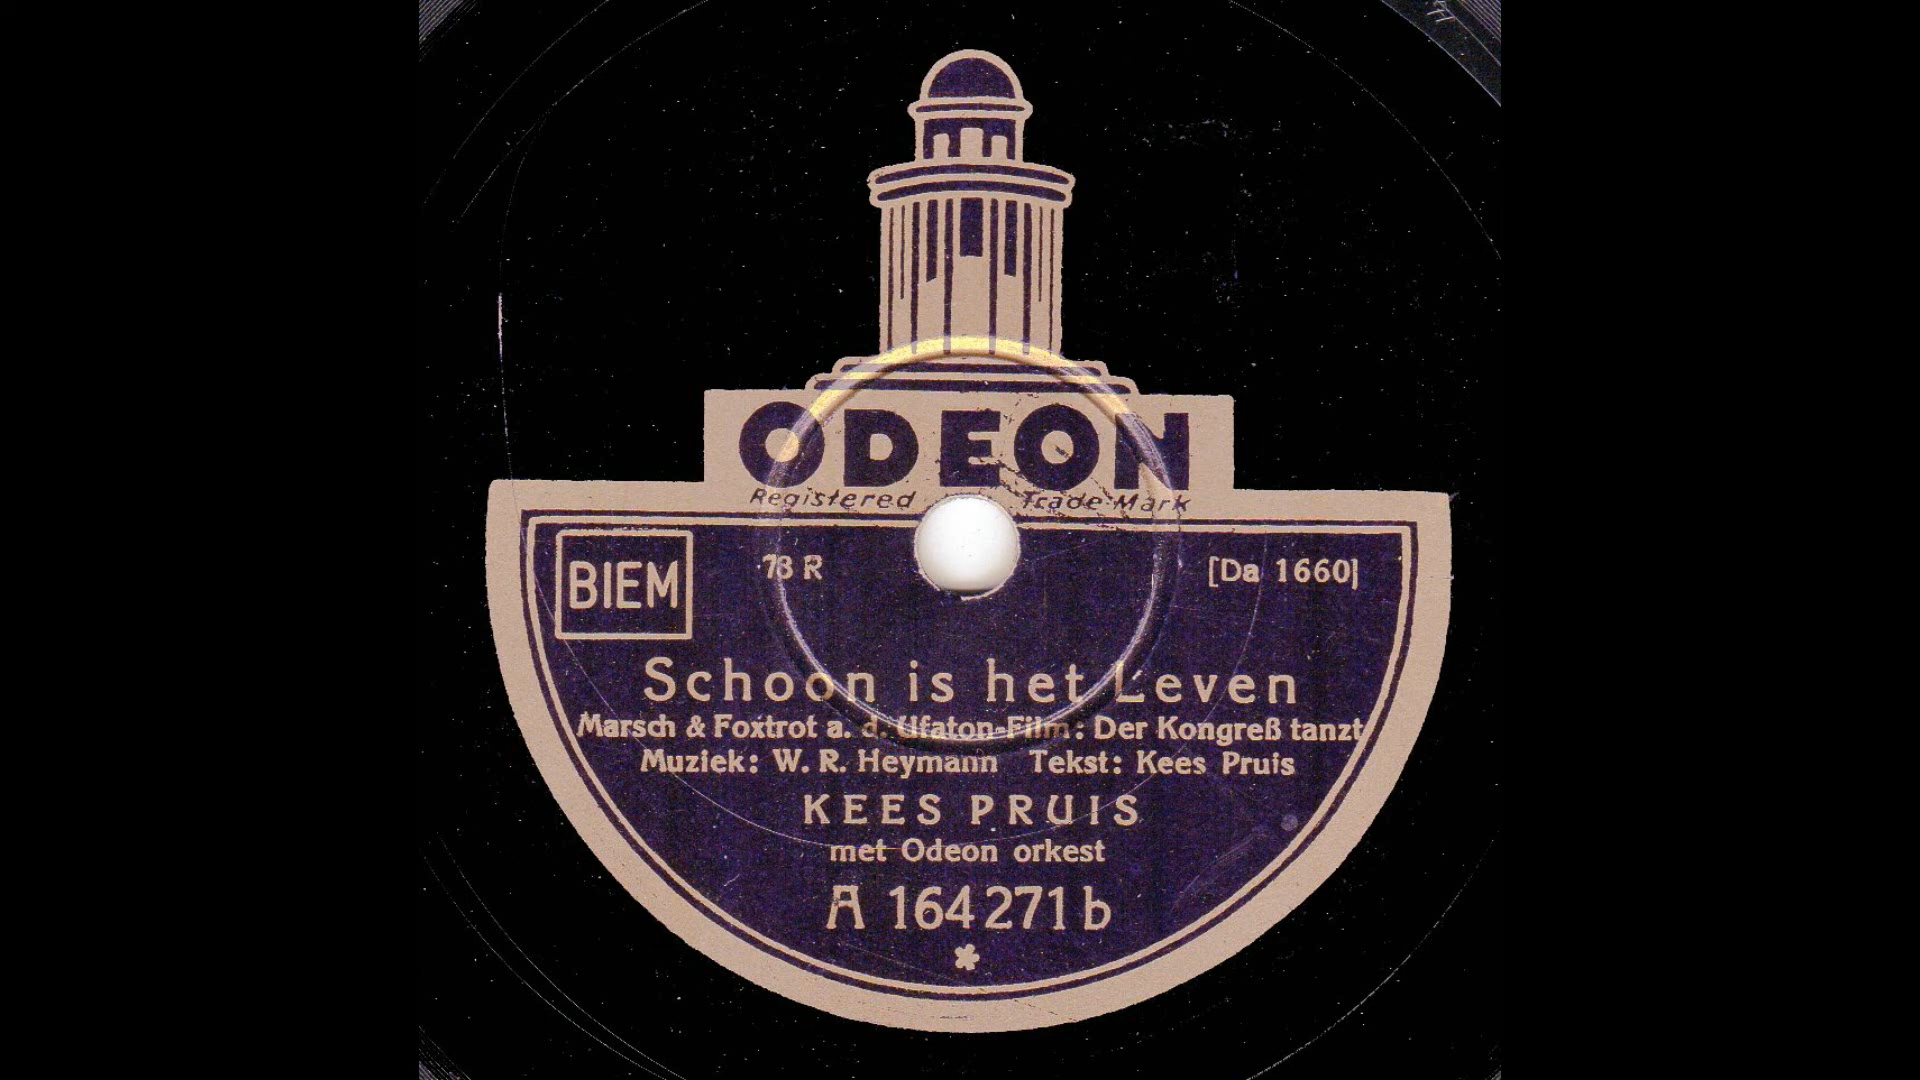 ODEON
Registered Trade Mark
BIEM
78 R
[Da 1660]
Schoon is het Leven
Marsch & Foxtrot a. d. Ufaton-Film: Der Kongreß tanzt
Muziek: W. R. Heymann Tekst: Kees Pruis
KEES PRUIS
met Odeon orkest
A 164271 b